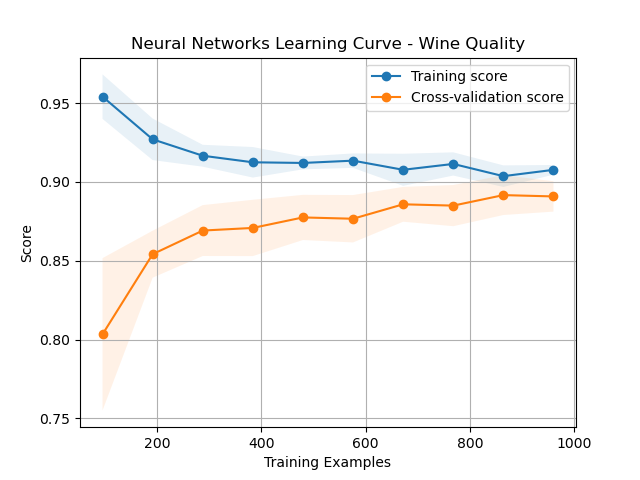 Neural Networks Learning Curve - Wine Quality
Training score
Cross-validation score
0.95
0.90
0.85
0.80
0.75
Score
200 400 600 800 1000
Training Examples